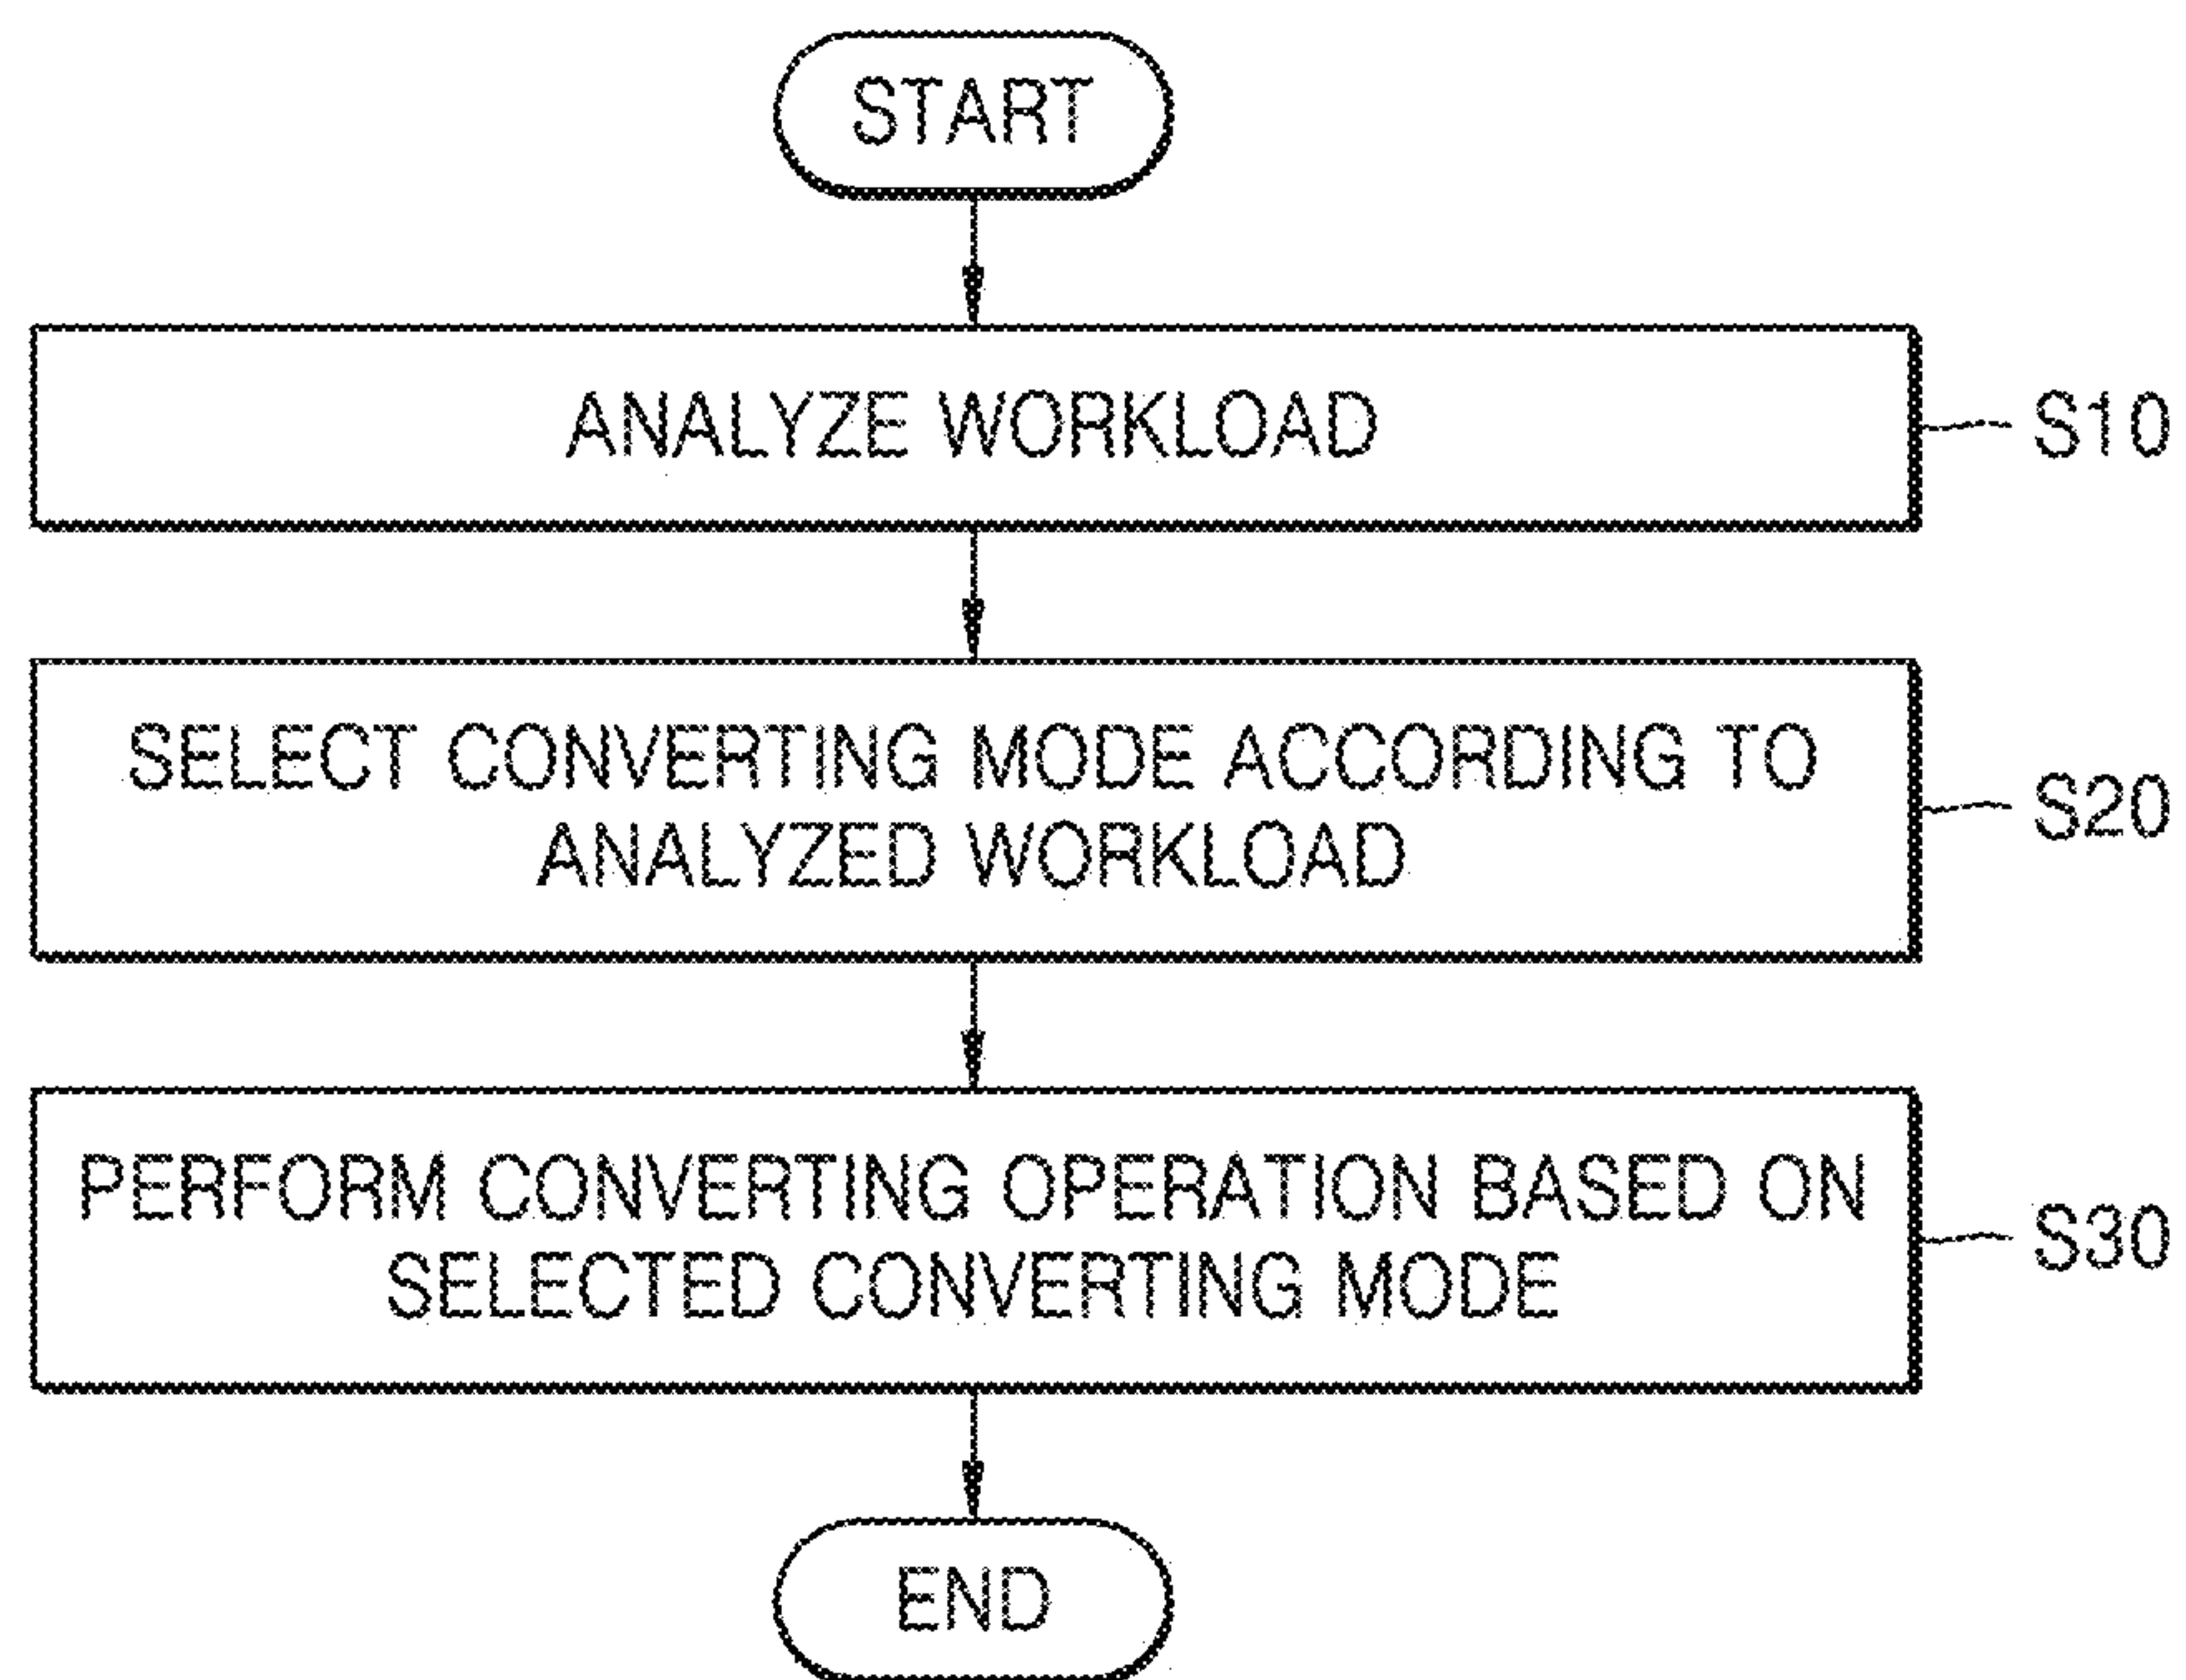 START
ANALYZE WORKLOAD
S10
SELECT CONVERTING MODE ACCORDING TO
ANALYZED WORKLOAD
S20
PERFORM CONVERTING OPERATION BASED ON
SELECTED CONVERTING MODE
S30
END